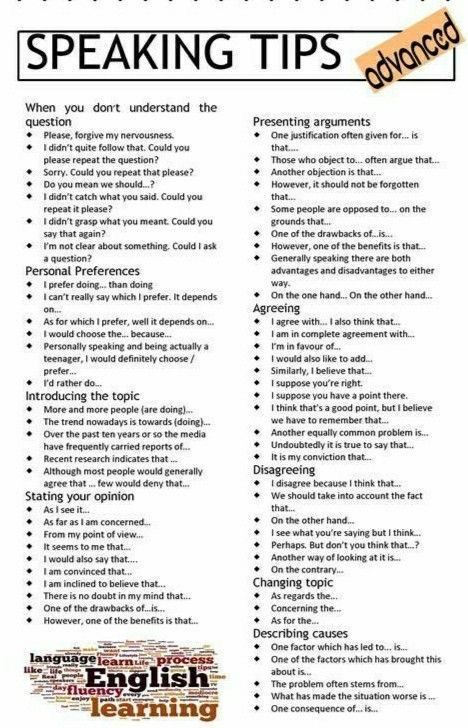 SPEAKING TIPS
advanced
When you don't understand the
question
Please, forgive my nervousness.
I didn't quite follow that. Could you
please repeat the question?
Sorry. Could you repeat that please?
Do you mean we should...?
I didn't catch what you said. Could you
repeat it please?
I didn't grasp what you meant. Could you
say that again?
I'm not clear about something. Could I ask
a question?
Personal Preferences
I prefer doing... than doing
I can't really say which I prefer. It depends
on...
As for which I prefer, well it depends on...
I would choose the... because...
Personally speaking and being actually a
teenager, I would definitely choose /
prefer...
I'd rather do...
Introducing the topic
More and more people (are doing)...
The trend nowadays is towards (doing)...
Over the past ten years or so the media
have frequently carried reports of...
Recent research indicates that ...
Although most people would generally
agree that ... few would deny that...
Stating your opinion
As I see it...
As far as I am concerned...
From my point of view...
It seems to me that...
I would also say that....
I am convinced that...
I am inclined to believe that...
There is no doubt in my mind that...
One of the drawbacks of...is...
However, one of the benefits is that...
Presenting arguments
One justification often given for... is
that....
Those who object to... often argue that...
Another objection is that...
However, it should not be forgotten
that...
Some people are opposed to... on the
grounds that...
One of the drawbacks of...is...
However, one of the benefits is that...
Generally speaking there are both
advantages and disadvantages to either
way.
On the one hand... On the other hand...
Agreeing
I agree with... I also think that...
I am in complete agreement with...
I'm in favour of...
I would also like to add...
Similarly, I believe that...
I suppose you're right.
I suppose you have a point there.
I think that's a good point, but I believe
we have to remember that...
Another equally common problem is...
Undoubtedly it is true to say that...
It is my conviction that...
Disagreeing
I disagree because I think that...
We should take into account the fact
that...
On the other hand...
I see what you're saying but I think...
Perhaps. But don't you think that...?
Another way of looking at it is...
On the contrary...
Changing topic
As regards the...
Concerning the...
As for the...
Describing causes
One factor which has led to... is...
One of the factors which has brought this
about is...
The problem often stems from...
What has made the situation worse is ...
One consequence of... is...
language learn Life process
like life things tips
Real people English time
day fluency every
enjoy path start
learning